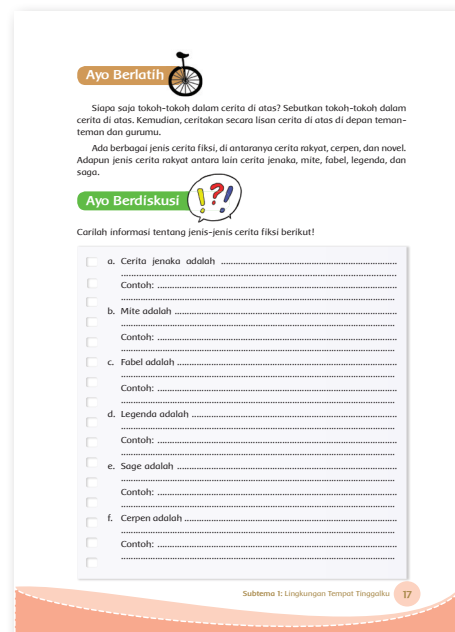 Ayo Berlatih
Siapa saja tokoh-tokoh dalam cerita di atas? Sebutkan tokoh-tokoh dalam
cerita di atas. Kemudian, ceritakan secara lisan cerita di atas di depan teman-
teman dan gurumu.
Ada berbagai jenis cerita fiksi, di antaranya cerita rakyat, cerpen, dan novel.
Adapun jenis cerita rakyat antara lain cerita jenaka, mite, fabel, legenda, dan
saga.
Ayo Berdiskusi
!?!
Carilah informasi tentang jenis-jenis cerita fiksi berikut!
a. Cerita jenaka adalah ................................................................
................................................................
Contoh: ................................................................
................................................................
b. Mite adalah ................................................................
................................................................
Contoh: ................................................................
................................................................
c. Fabel adalah ................................................................
................................................................
Contoh: ................................................................
................................................................
d. Legenda adalah ................................................................
................................................................
Contoh: ................................................................
................................................................
e. Sage adalah ................................................................
................................................................
Contoh: ................................................................
................................................................
f. Cerpen adalah ................................................................
................................................................
Contoh: ................................................................
................................................................
Subtema 1: Lingkungan Tempat Tinggalku 17